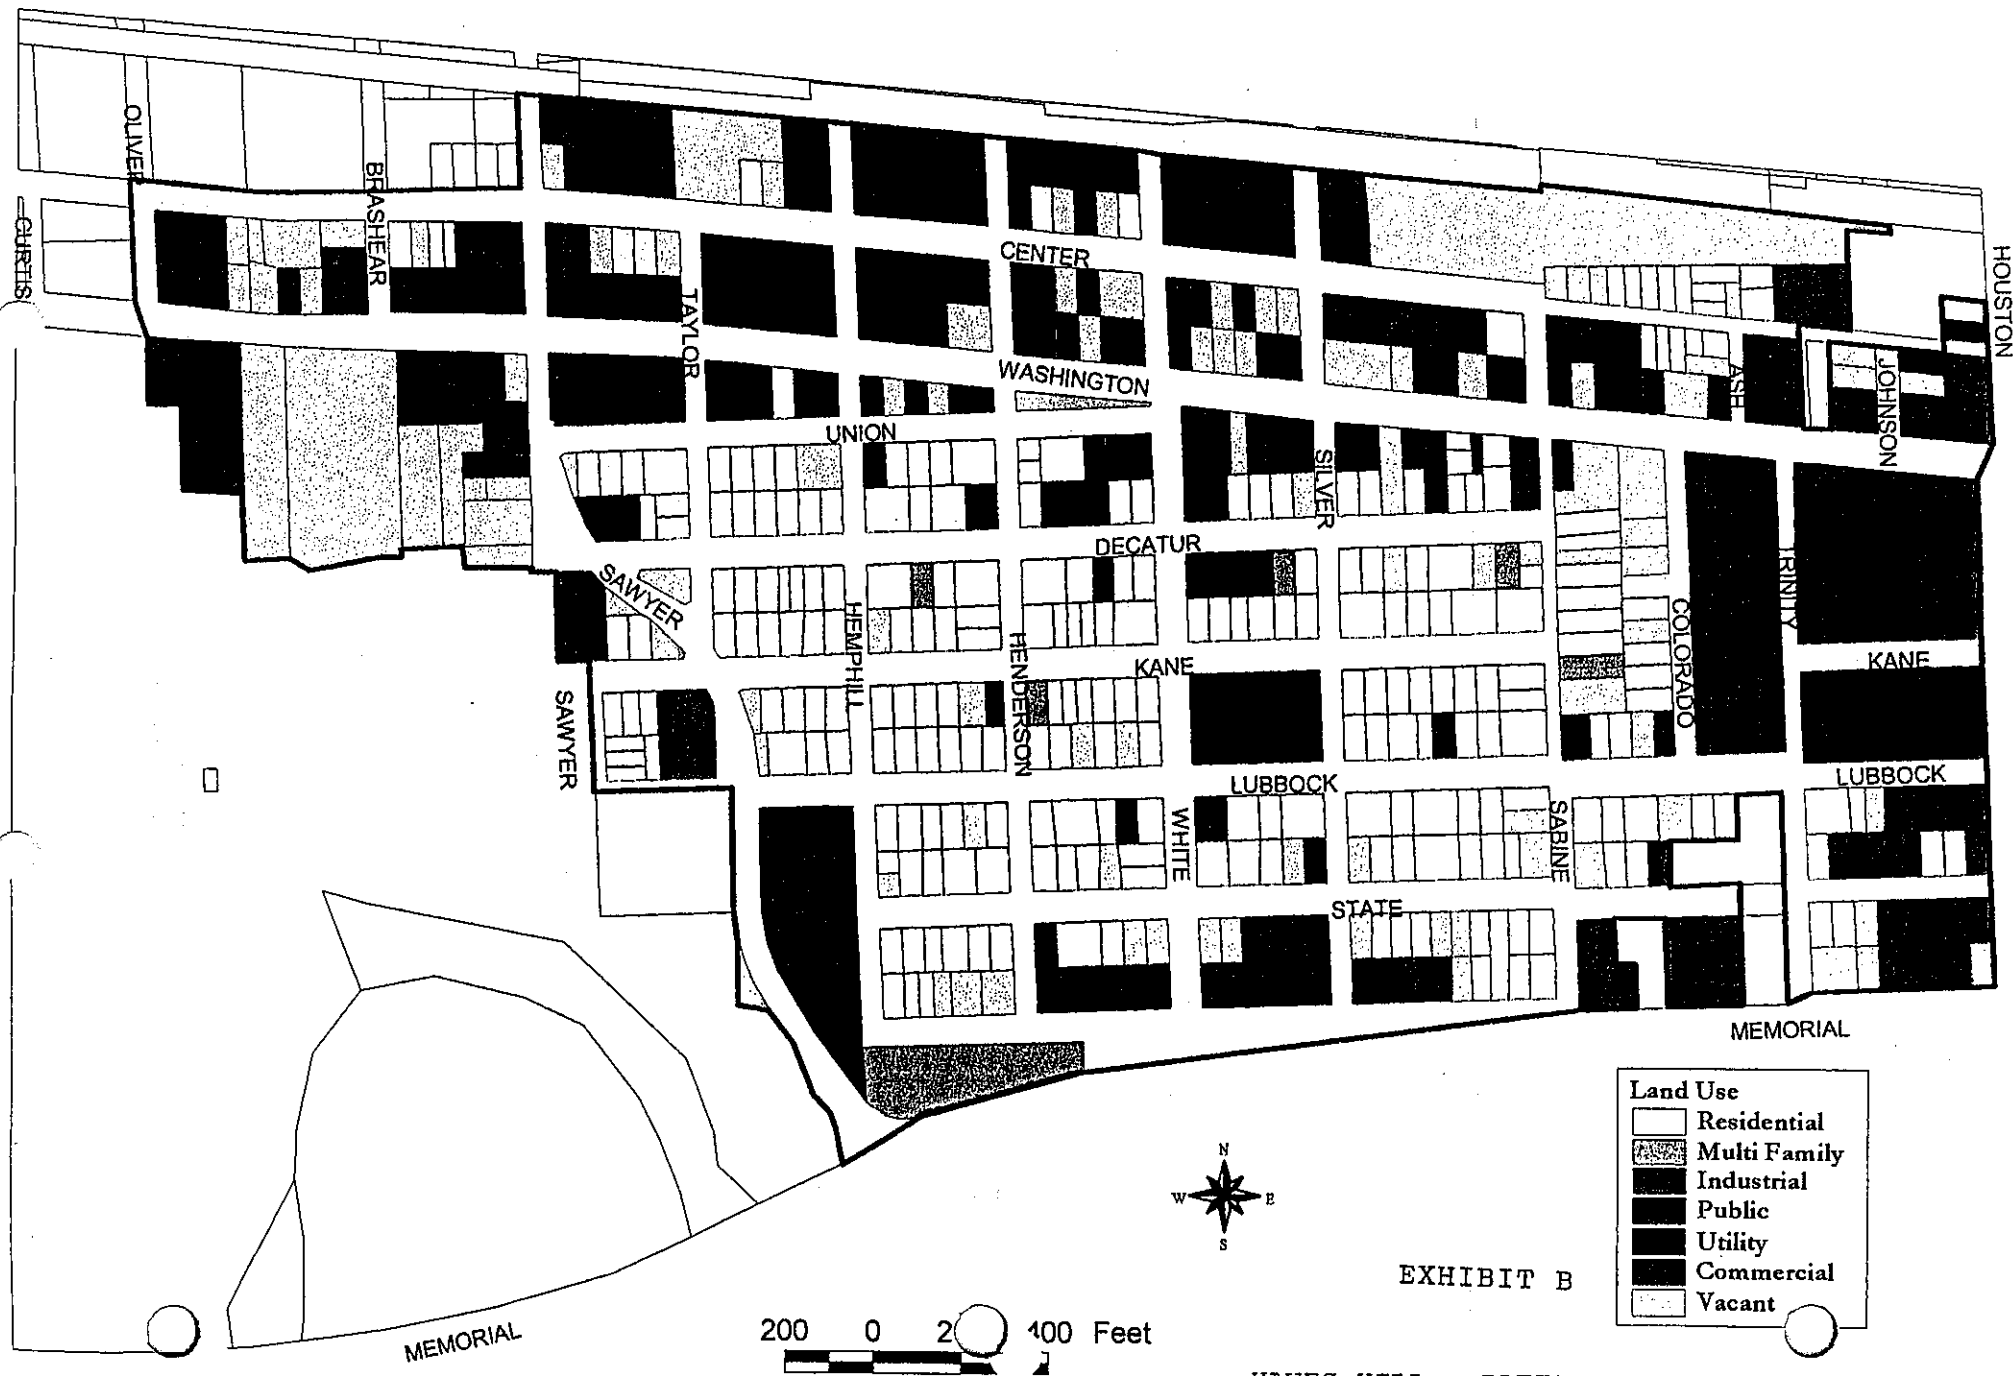 OLIVER
BRASHEAR
CURTIS
TAYLOR
CENTER
HOUSTON
WASHINGTON
ASH
JOHNSON
UNION
SILVER
DECATUR
SAWYER
HEMPHILL
HENDERSON
KANE
COLORADO
TRINITY
KANE
SAWYER
LUBBOCK
LUBBOCK
WHITE
SABINE
STATE
MEMORIAL
Land Use
Residential
Multi Family
Industrial
Public
Utility
Commercial
Vacant
N
W E
S
EXHIBIT B
200 0 400 Feet
MEMORIAL